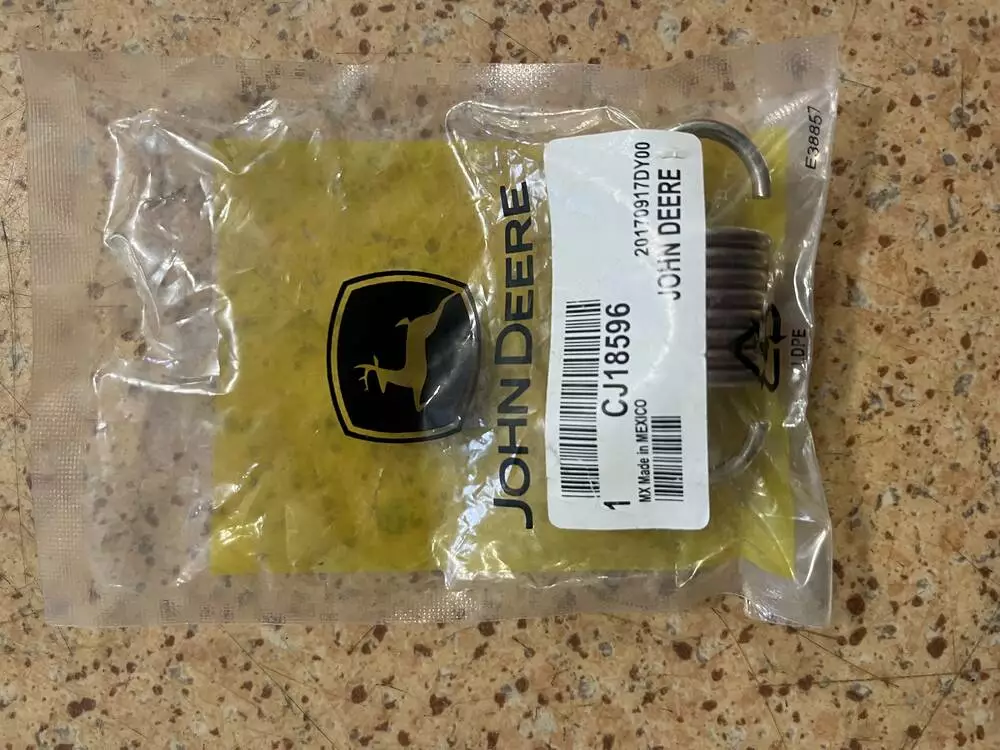 JOHN DEERE
20170917DY00
JOHN DEERE
CJ18596
1
MX Made in MEXICO
LDPE
E38857